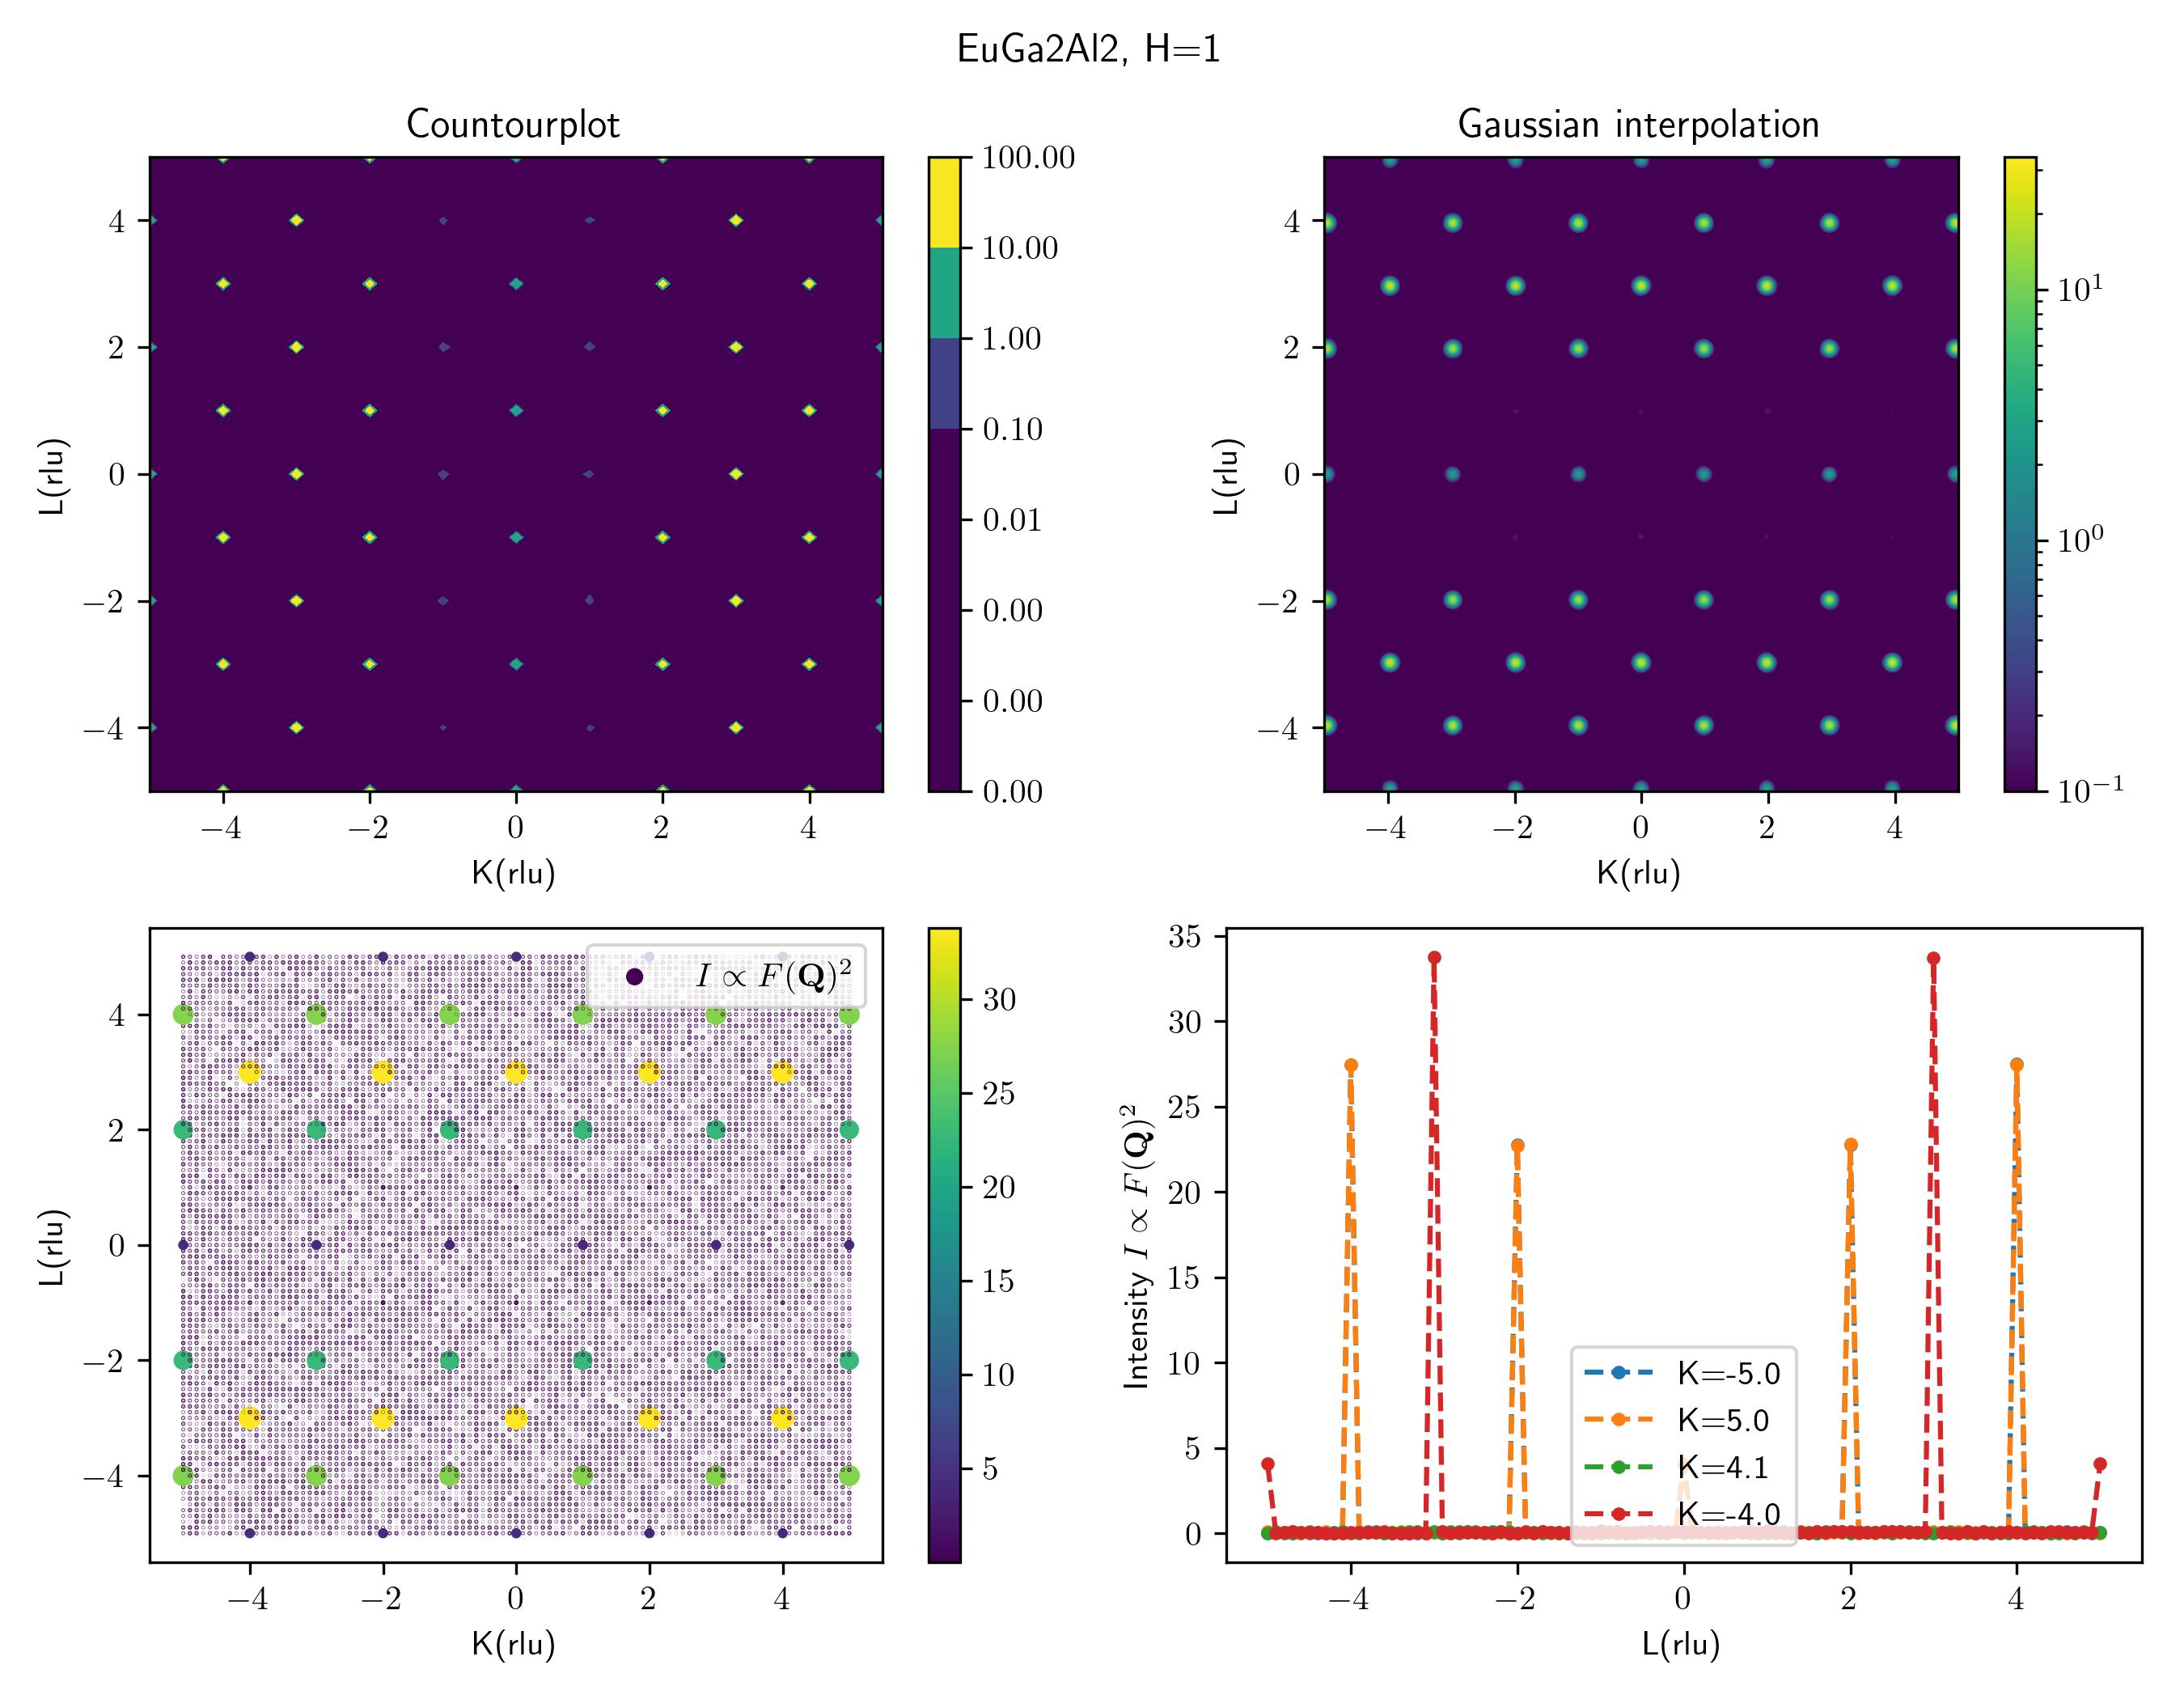 EuGa2Al2, H=1
Countourplot
4
2
0
−2
−4
L(rlu)
−4 −2 0 2 4
K(rlu)
100.00
10.00
1.00
0.10
0.01
0.00
0.00
0.00
Gaussian interpolation
4
2
0
−2
−4
L(rlu)
−4 −2 0 2 4
K(rlu)
10¹
10⁰
10⁻¹
I ∝ F(Q)²
4
2
0
−2
−4
L(rlu)
−4 −2 0 2 4
K(rlu)
30
25
20
15
10
5
35
30
25
20
15
10
5
0
Intensity I ∝ F(Q)²
K=-5.0
K=5.0
K=4.1
K=-4.0
−4 −2 0 2 4
L(rlu)